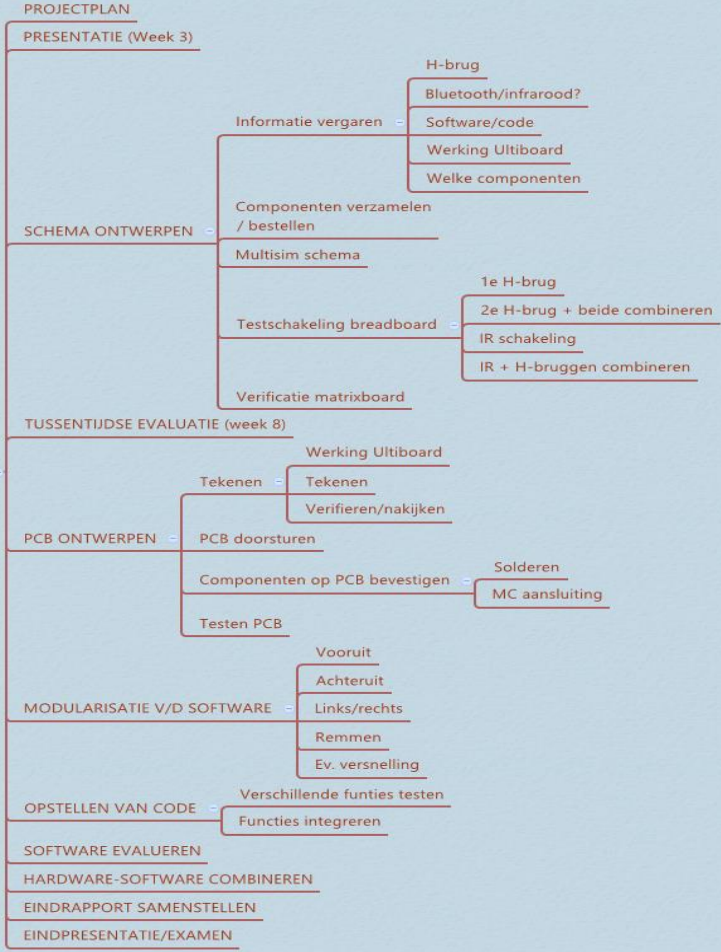 PROJECTPLAN
PRESENTATIE (Week 3)
SCHEMA ONTWERPEN
Informatie vergaren
H-brug
Bluetooth/infrarood?
Software/code
Werking Ultiboard
Welke componenten
Componenten verzamelen
/ bestellen
Multisim schema
Testschakeling breadboard
1e H-brug
2e H-brug + beide combineren
IR schakeling
IR + H-bruggen combineren
Verificatie matrixboard
TUSSENTIJDSE EVALUATIE (week 8)
PCB ONTWERPEN
Tekenen
Werking Ultiboard
Tekenen
Verifieren/nakijken
PCB doorsturen
Componenten op PCB bevestigen
Solderen
MC aansluiting
Testen PCB
MODULARISATIE V/D SOFTWARE
Vooruit
Achteruit
Links/rechts
Remmen
Ev. versnelling
OPSTELLEN VAN CODE
Verschillende funties testen
Functies integreren
SOFTWARE EVALUEREN
HARDWARE-SOFTWARE COMBINEREN
EINDRAPPORT SAMENSTELLEN
EINDPRESENTATIE/EXAMEN